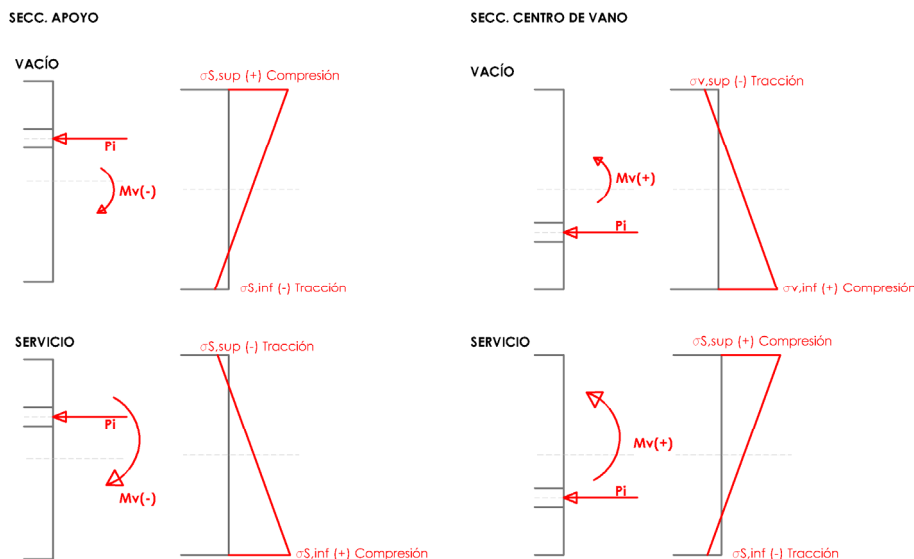 SECC. APOYO
VACÍO
σS,sup (+) Compresión
Pi
Mv(-)
σS,inf (-) Tracción
SERVICIO
σS,sup (-) Tracción
Pi
Mv(-)
σS,inf (+) Compresión
SECC. CENTRO DE VANO
VACÍO
σv,sup (-) Tracción
Mv(+)
Pi
σv,inf (+) Compresión
SERVICIO
σS,sup (+) Compresión
Mv(+)
Pi
σS,inf (-) Tracción